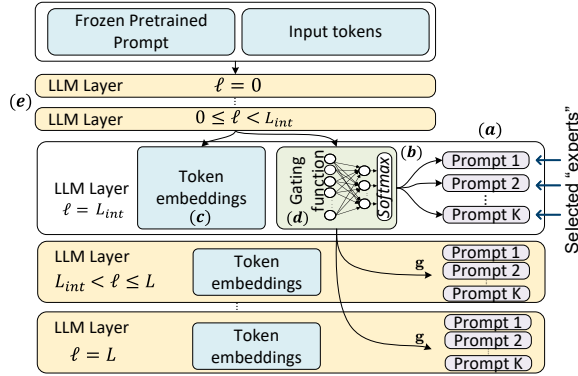 Frozen Pretrained
Prompt
Input tokens
LLM Layer ℓ = 0
(e)
LLM Layer 0 ≤ ℓ < L_int
(a)
(b)
LLM Layer
ℓ = L_int
Token
embeddings
(c)
Gating
function
(d)
Softmax
Prompt 1
Prompt 2
Prompt K
Selected “experts”
LLM Layer
L_int < ℓ ≤ L
Token
embeddings
g
Prompt 1
Prompt 2
Prompt K
LLM Layer
ℓ = L
Token
embeddings
g
Prompt 1
Prompt 2
Prompt K